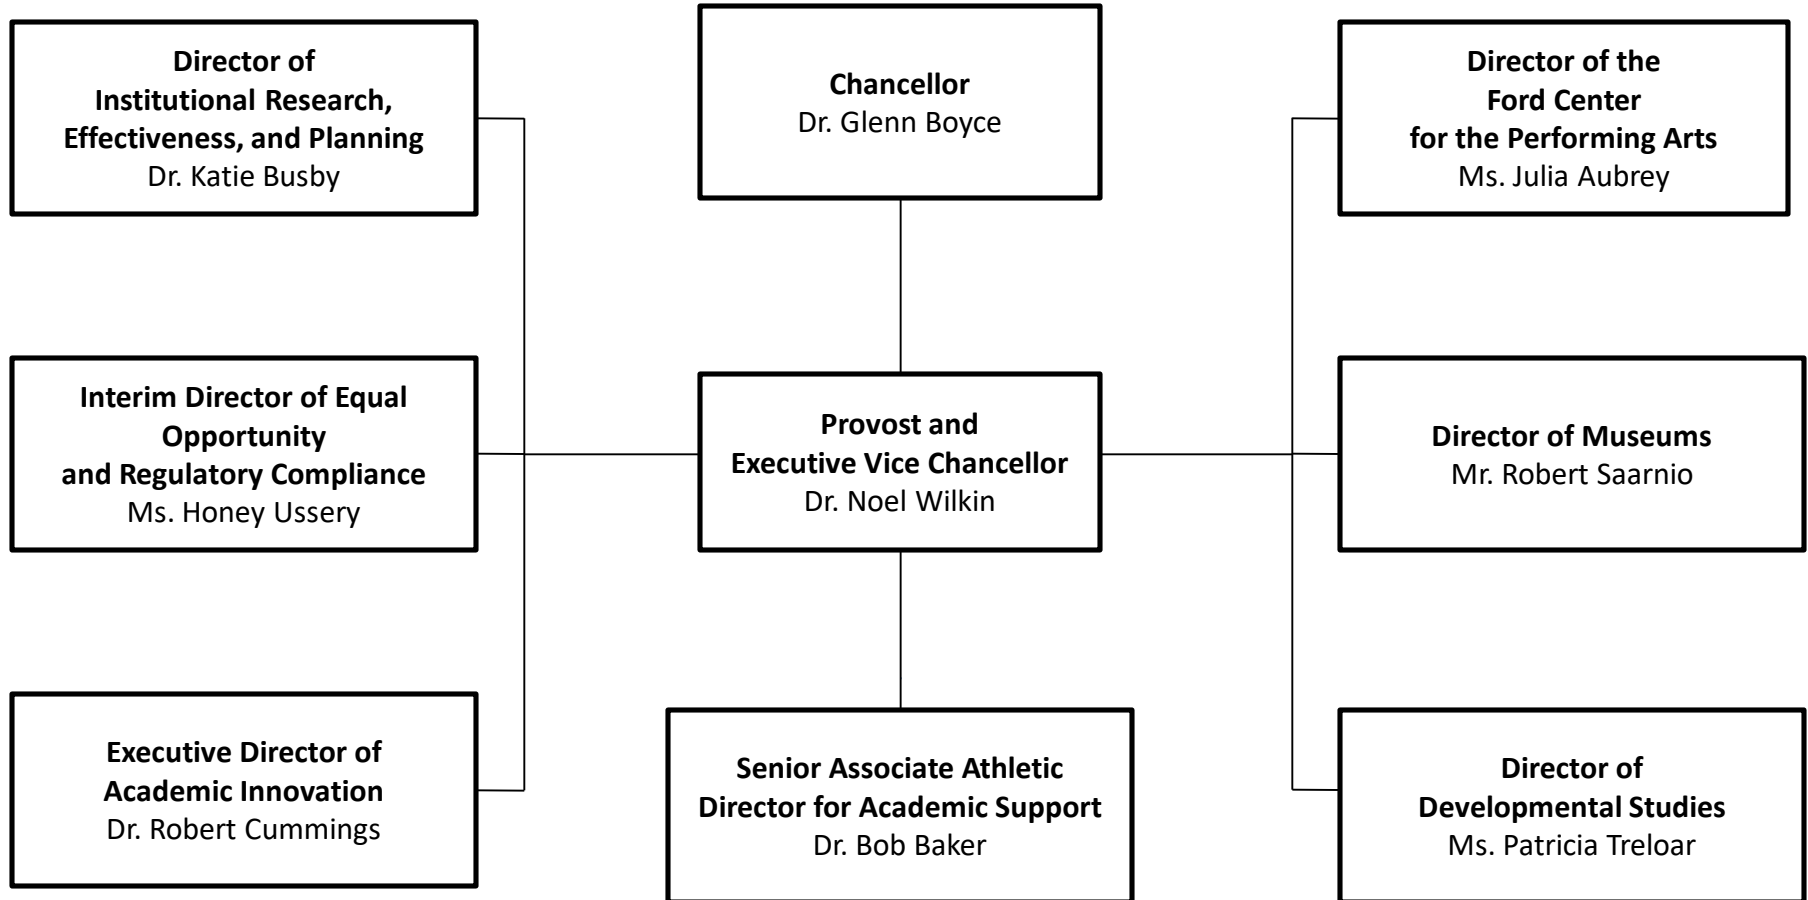 Director of
Institutional Research,
Effectiveness, and Planning
Dr. Katie Busby
Chancellor
Dr. Glenn Boyce
Director of the
Ford Center
for the Performing Arts
Ms. Julia Aubrey
Interim Director of Equal
Opportunity
and Regulatory Compliance
Ms. Honey Ussery
Provost and
Executive Vice Chancellor
Dr. Noel Wilkin
Director of Museums
Mr. Robert Saarnio
Executive Director of
Academic Innovation
Dr. Robert Cummings
Senior Associate Athletic
Director for Academic Support
Dr. Bob Baker
Director of
Developmental Studies
Ms. Patricia Treloar